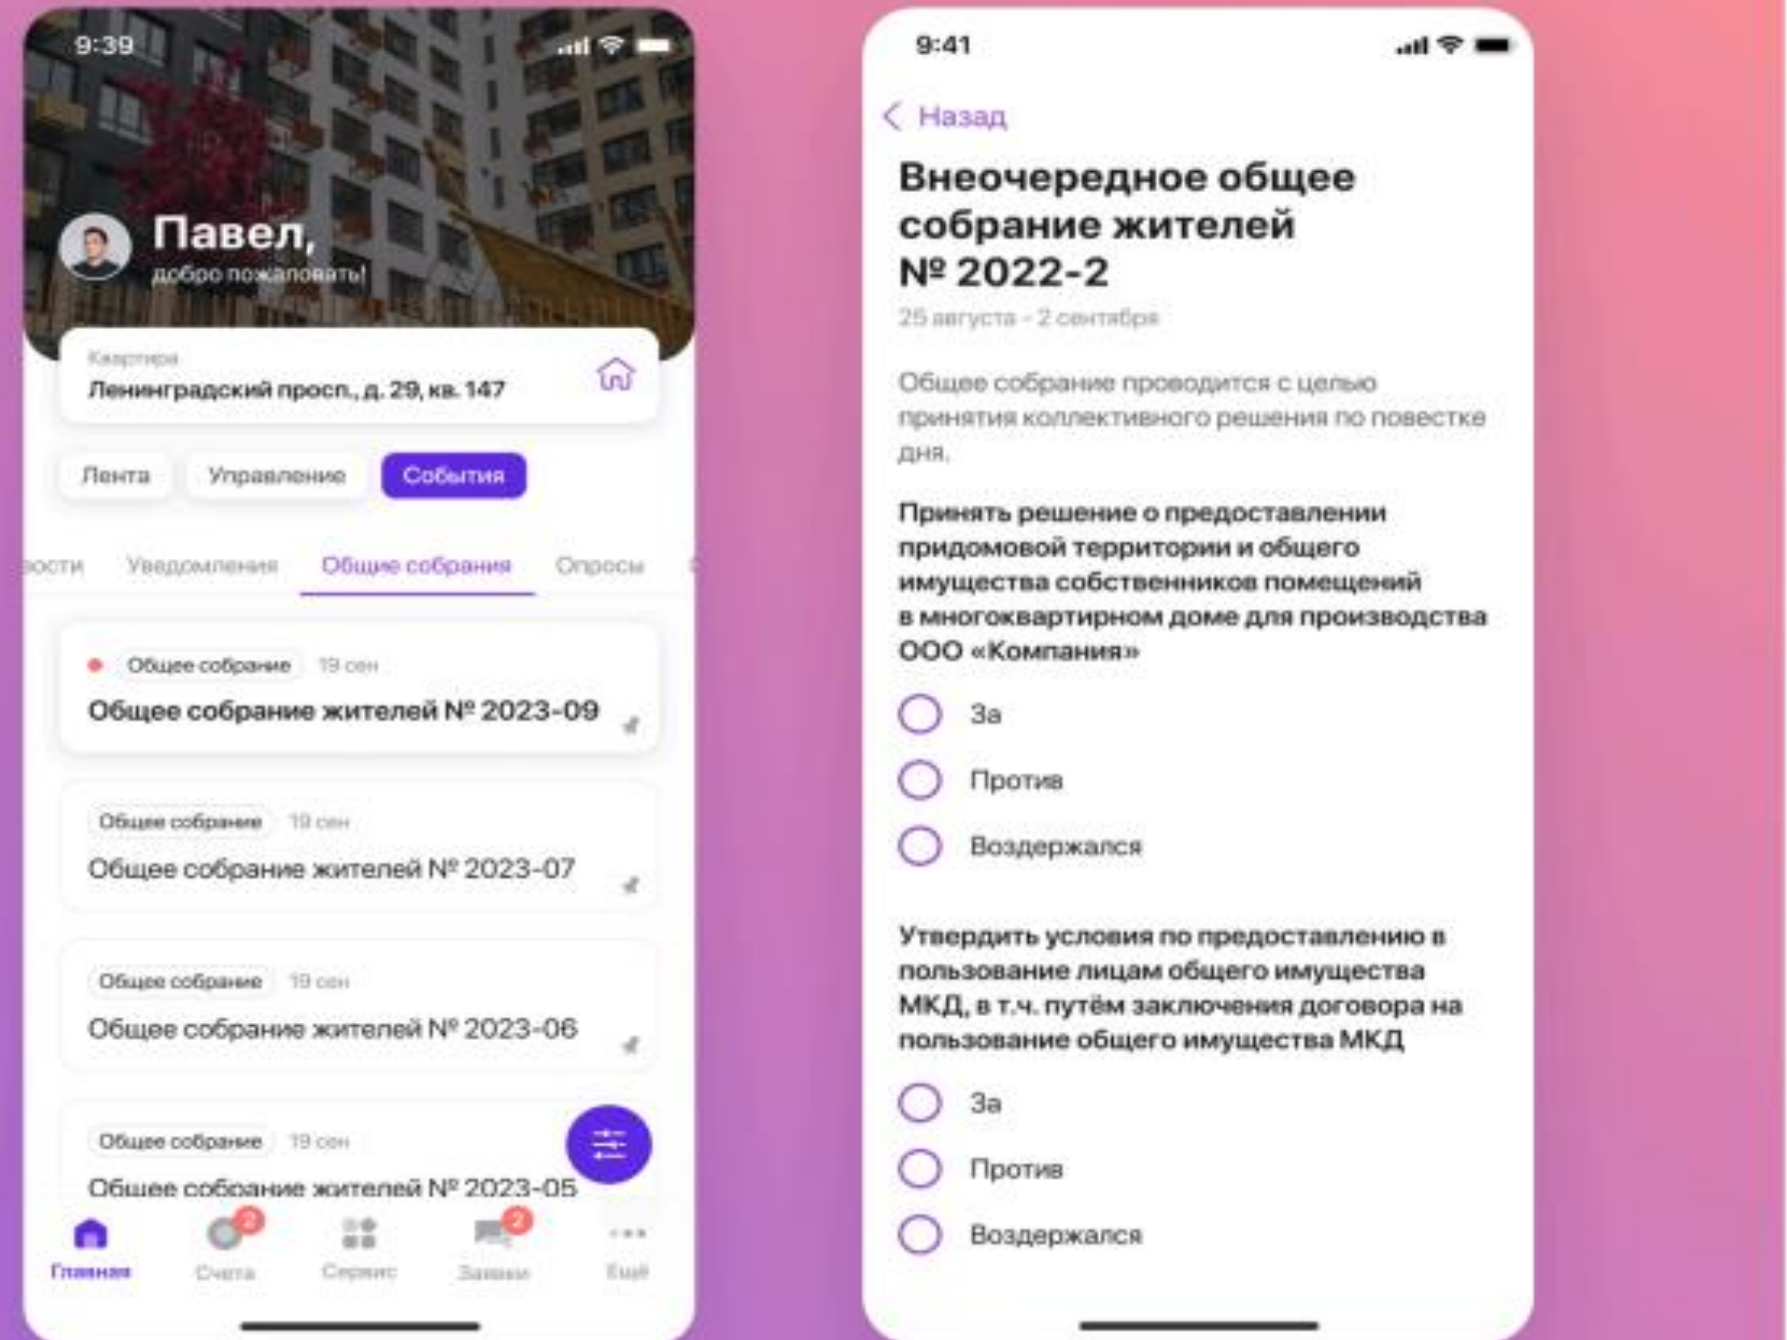 9:39
Павел,
добро пожаловать!
Квартира
Ленинградский просп., д. 29, кв. 147
Лента
Управление
События
вости
Уведомления
Общие собрания
Опросы
Общее собрание 19 сен
Общее собрание жителей № 2023-09
Общее собрание 19 сен
Общее собрание жителей № 2023-07
Общее собрание 19 сен
Общее собрание жителей № 2023-06
Общее собрание 19 сен
Общее собрание жителей № 2023-05
2
2
Главная
Счета
Сервис
Заявки
Ещё
9:41
Назад
Внеочередное общее
собрание жителей
№ 2022-2
25 августа - 2 сентября
Общее собрание проводится с целью
принятия коллективного решения по повестке
дня.
Принять решение о предоставлении
придомовой территории и общего
имущества собственников помещений
в многоквартирном доме для производства
ООО «Компания»
За
Против
Воздержался
Утвердить условия по предоставлению в
пользование лицам общего имущества
МКД, в т.ч. путём заключения договора на
пользование общего имущества МКД
За
Против
Воздержался